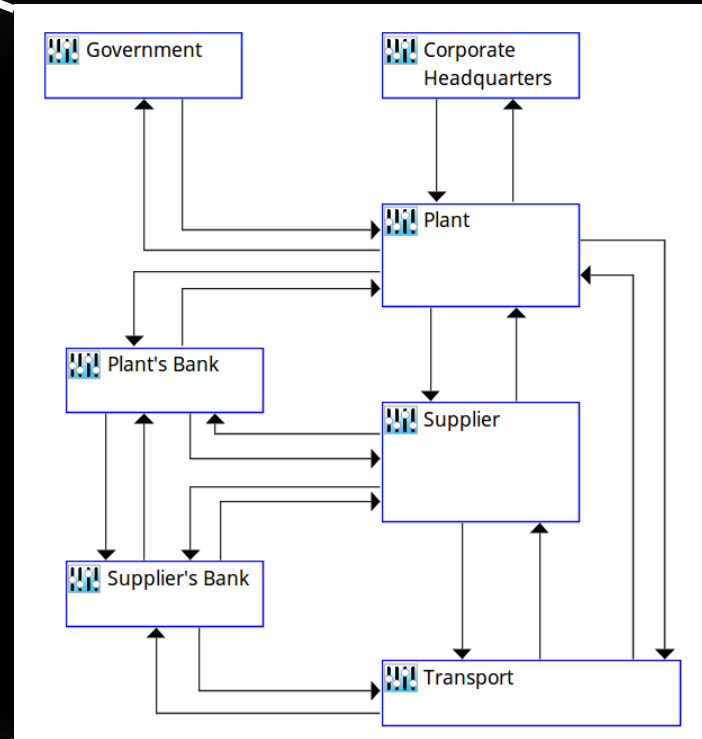 Government
Corporate
Headquarters
Plant
Plant's Bank
Supplier
Supplier's Bank
Transport